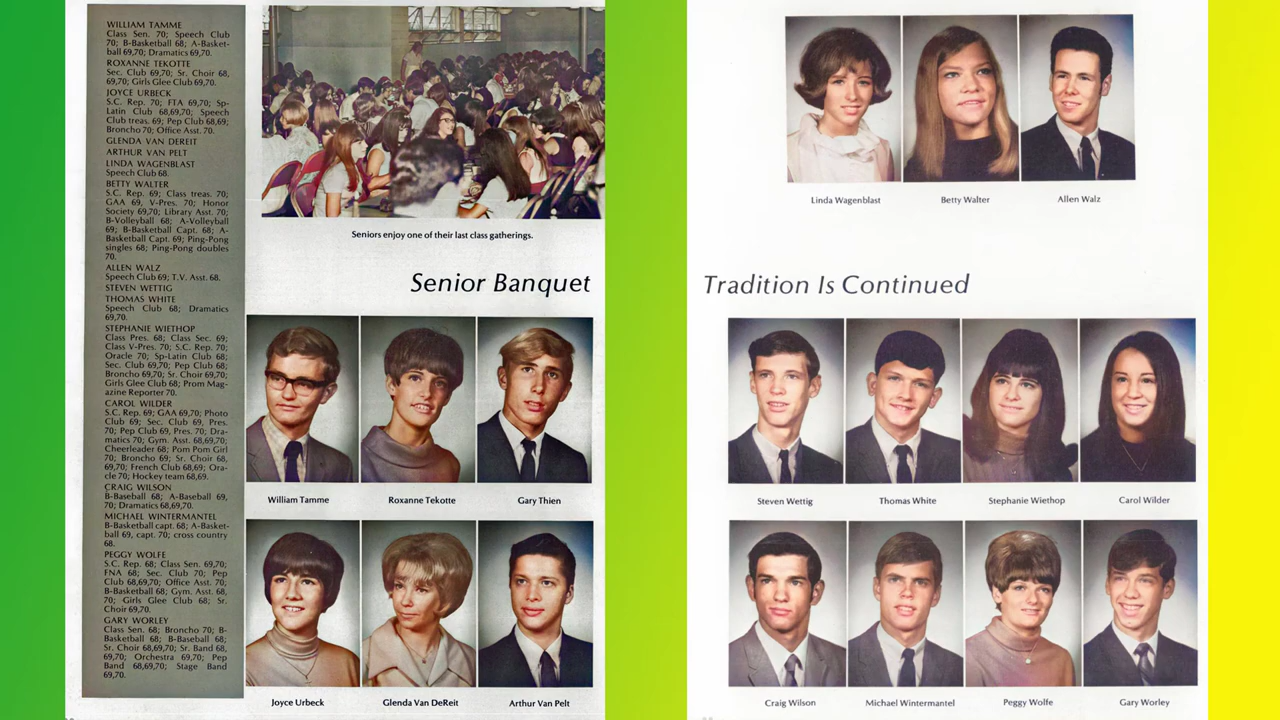 WILLIAM TAMME
Class Sen. 70; Speech Club
70; B-Basketball 68; A-Basket-
ball 69,70; Dramatics 69,70.
ROXANNE TEKOTTE
Sec. Club 69,70; Sr. Choir 68,
69,70; Girls Glee Club 69,70.
JOYCE URBECK
S.C. Rep. 70; FTA 69,70; Sp-
Latin Club 68,69,70; Speech
Club treas. 69; Pep Club 68,69;
Broncho 70; Office Asst. 70.
GLENDA VAN DEREIT
ARTHUR VAN PELT
LINDA WAGENBLAST
Speech Club 68.
BETTY WALTER
S.C. Rep. 69; Class treas. 70;
GAA 69, V-Pres. 70; Honor
Society 69,70; Library Asst. 70;
B-Volleyball 68; A-Volleyball
69; B-Basketball Capt. 68; A-
Basketball Capt. 69; Ping-Pong
singles 68; Ping-Pong doubles
70.
ALLEN WALZ
Speech Club 69; T.V. Asst. 68.
STEVEN WETTIG
THOMAS WHITE
Speech Club 68; Dramatics
69,70.
STEPHANIE WIETHOP
Class Pres. 68; Class Sec. 69;
Class V-Pres. 70; S.C. Rep. 70;
Oracle 70; Sp-Latin Club 68;
Sec. Club 69,70; Pep Club 68;
Broncho 69,70; Sr. Choir 69,70;
Girls Glee Club 68; Prom Mag-
azine Reporter 70.
CAROL WILDER
S.C. Rep. 69; GAA 69,70; Photo
Club 69; Sec. Club 69, Pres.
70; Pep Club 69, Pres. 70; Dra-
matics 70; Gym. Asst. 68,69,70;
Cheerleader 68; Pom Pom Girl
70; Broncho 69; Sr. Choir 68,
69,70; French Club 68,69; Ora-
cle 70; Hockey team 68,69.
CRAIG WILSON
B-Baseball 68; A-Baseball 69,
70; Dramatics 68,69,70.
MICHAEL WINTERMANTEL
B-Basketball capt. 68; A-Basket-
ball 69, capt. 70; cross country
68.
PEGGY WOLFE
S.C. Rep. 68; Class Sen. 69,70;
FNA 68; Sec. Club 70; Pep
Club 68,69,70; Office Asst. 70;
B-Basketball 68; Gym. Asst. 68,
70; Girls Glee Club 68; Sr.
Choir 69,70.
GARY WORLEY
Class Sen. 68; Broncho 70; B-
Basketball 68; B-Baseball 68;
Sr. Choir 68,69,70; Sr. Band 68,
69,70; Orchestra 69,70; Pep
Band 68,69,70; Stage Band
69,70.
Seniors enjoy one of their last class gatherings.
Senior Banquet
William Tamme Roxanne Tekotte Gary Thien
Joyce Urbeck Glenda Van DeReit Arthur Van Pelt
Linda Wagenblast Betty Walter Allen Walz
Tradition Is Continued
Steven Wettig Thomas White Stephanie Wiethop Carol Wilder
Craig Wilson Michael Wintermantel Peggy Wolfe Gary Worley